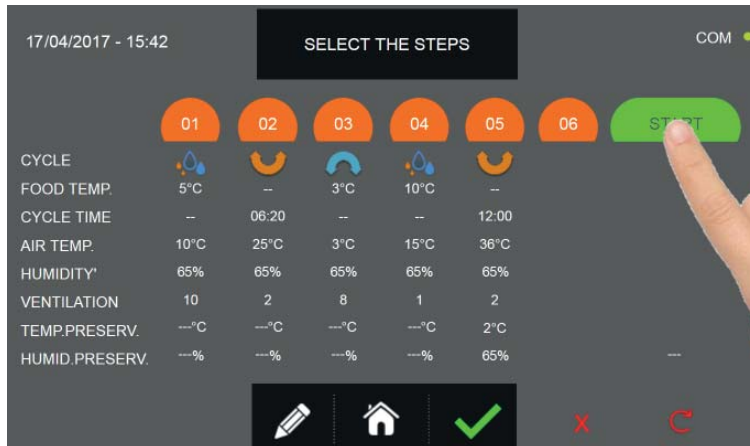 17/04/2017 - 15:42 SELECT THE STEPS COM
01 02 03 04 05 06 START
CYCLE
FOOD TEMP. 5°C -- 3°C 10°C --
CYCLE TIME -- 06:20 -- -- 12:00
AIR TEMP. 10°C 25°C 3°C 15°C 36°C
HUMIDITY' 65% 65% 65% 65% 65%
VENTILATION 10 2 8 1 2
TEMP.PRESERV. ---°C ---°C ---°C ---°C 2°C
HUMID.PRESERV. ---% ---% ---% ---% 65% ---
X